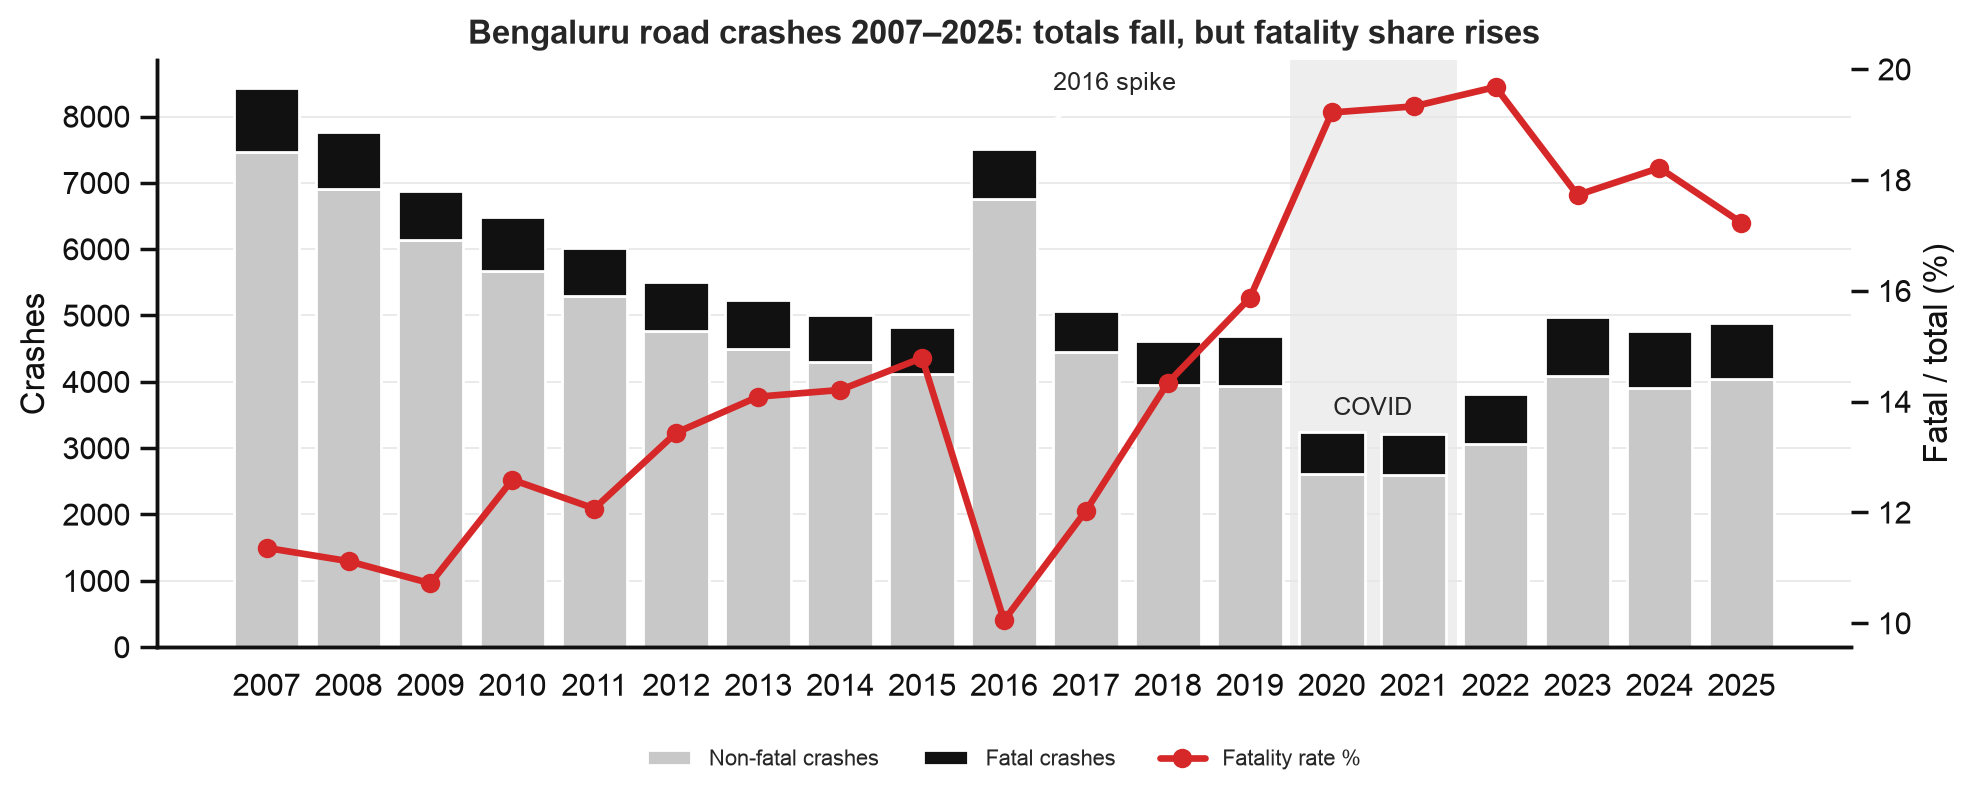 Bengaluru road crashes 2007–2025: totals fall, but fatality share rises
2016 spike
COVID
Crashes
8000
7000
6000
5000
4000
3000
2000
1000
0
Fatal / total (%)
20
18
16
14
12
10
2007 2008 2009 2010 2011 2012 2013 2014 2015 2016 2017 2018 2019 2020 2021 2022 2023 2024 2025
Non-fatal crashes Fatal crashes Fatality rate %